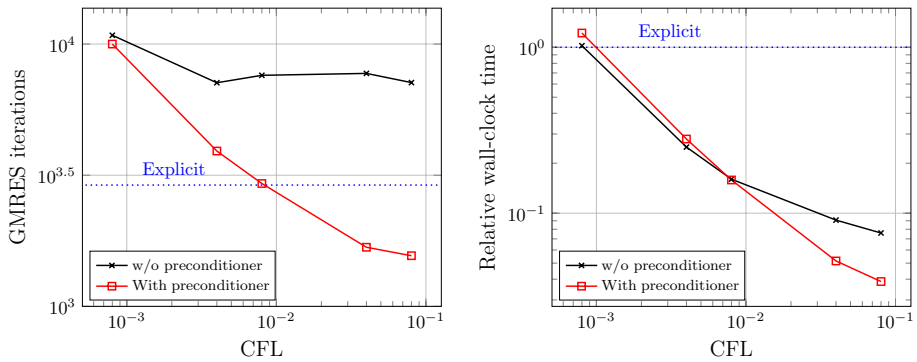 10^4
10^3.5
10^3
GMRES iterations
Explicit
w/o preconditioner
With preconditioner
10^−3
10^−2
10^−1
CFL
10^0
10^−1
Relative wall-clock time
Explicit
w/o preconditioner
With preconditioner
10^−3
10^−2
10^−1
CFL